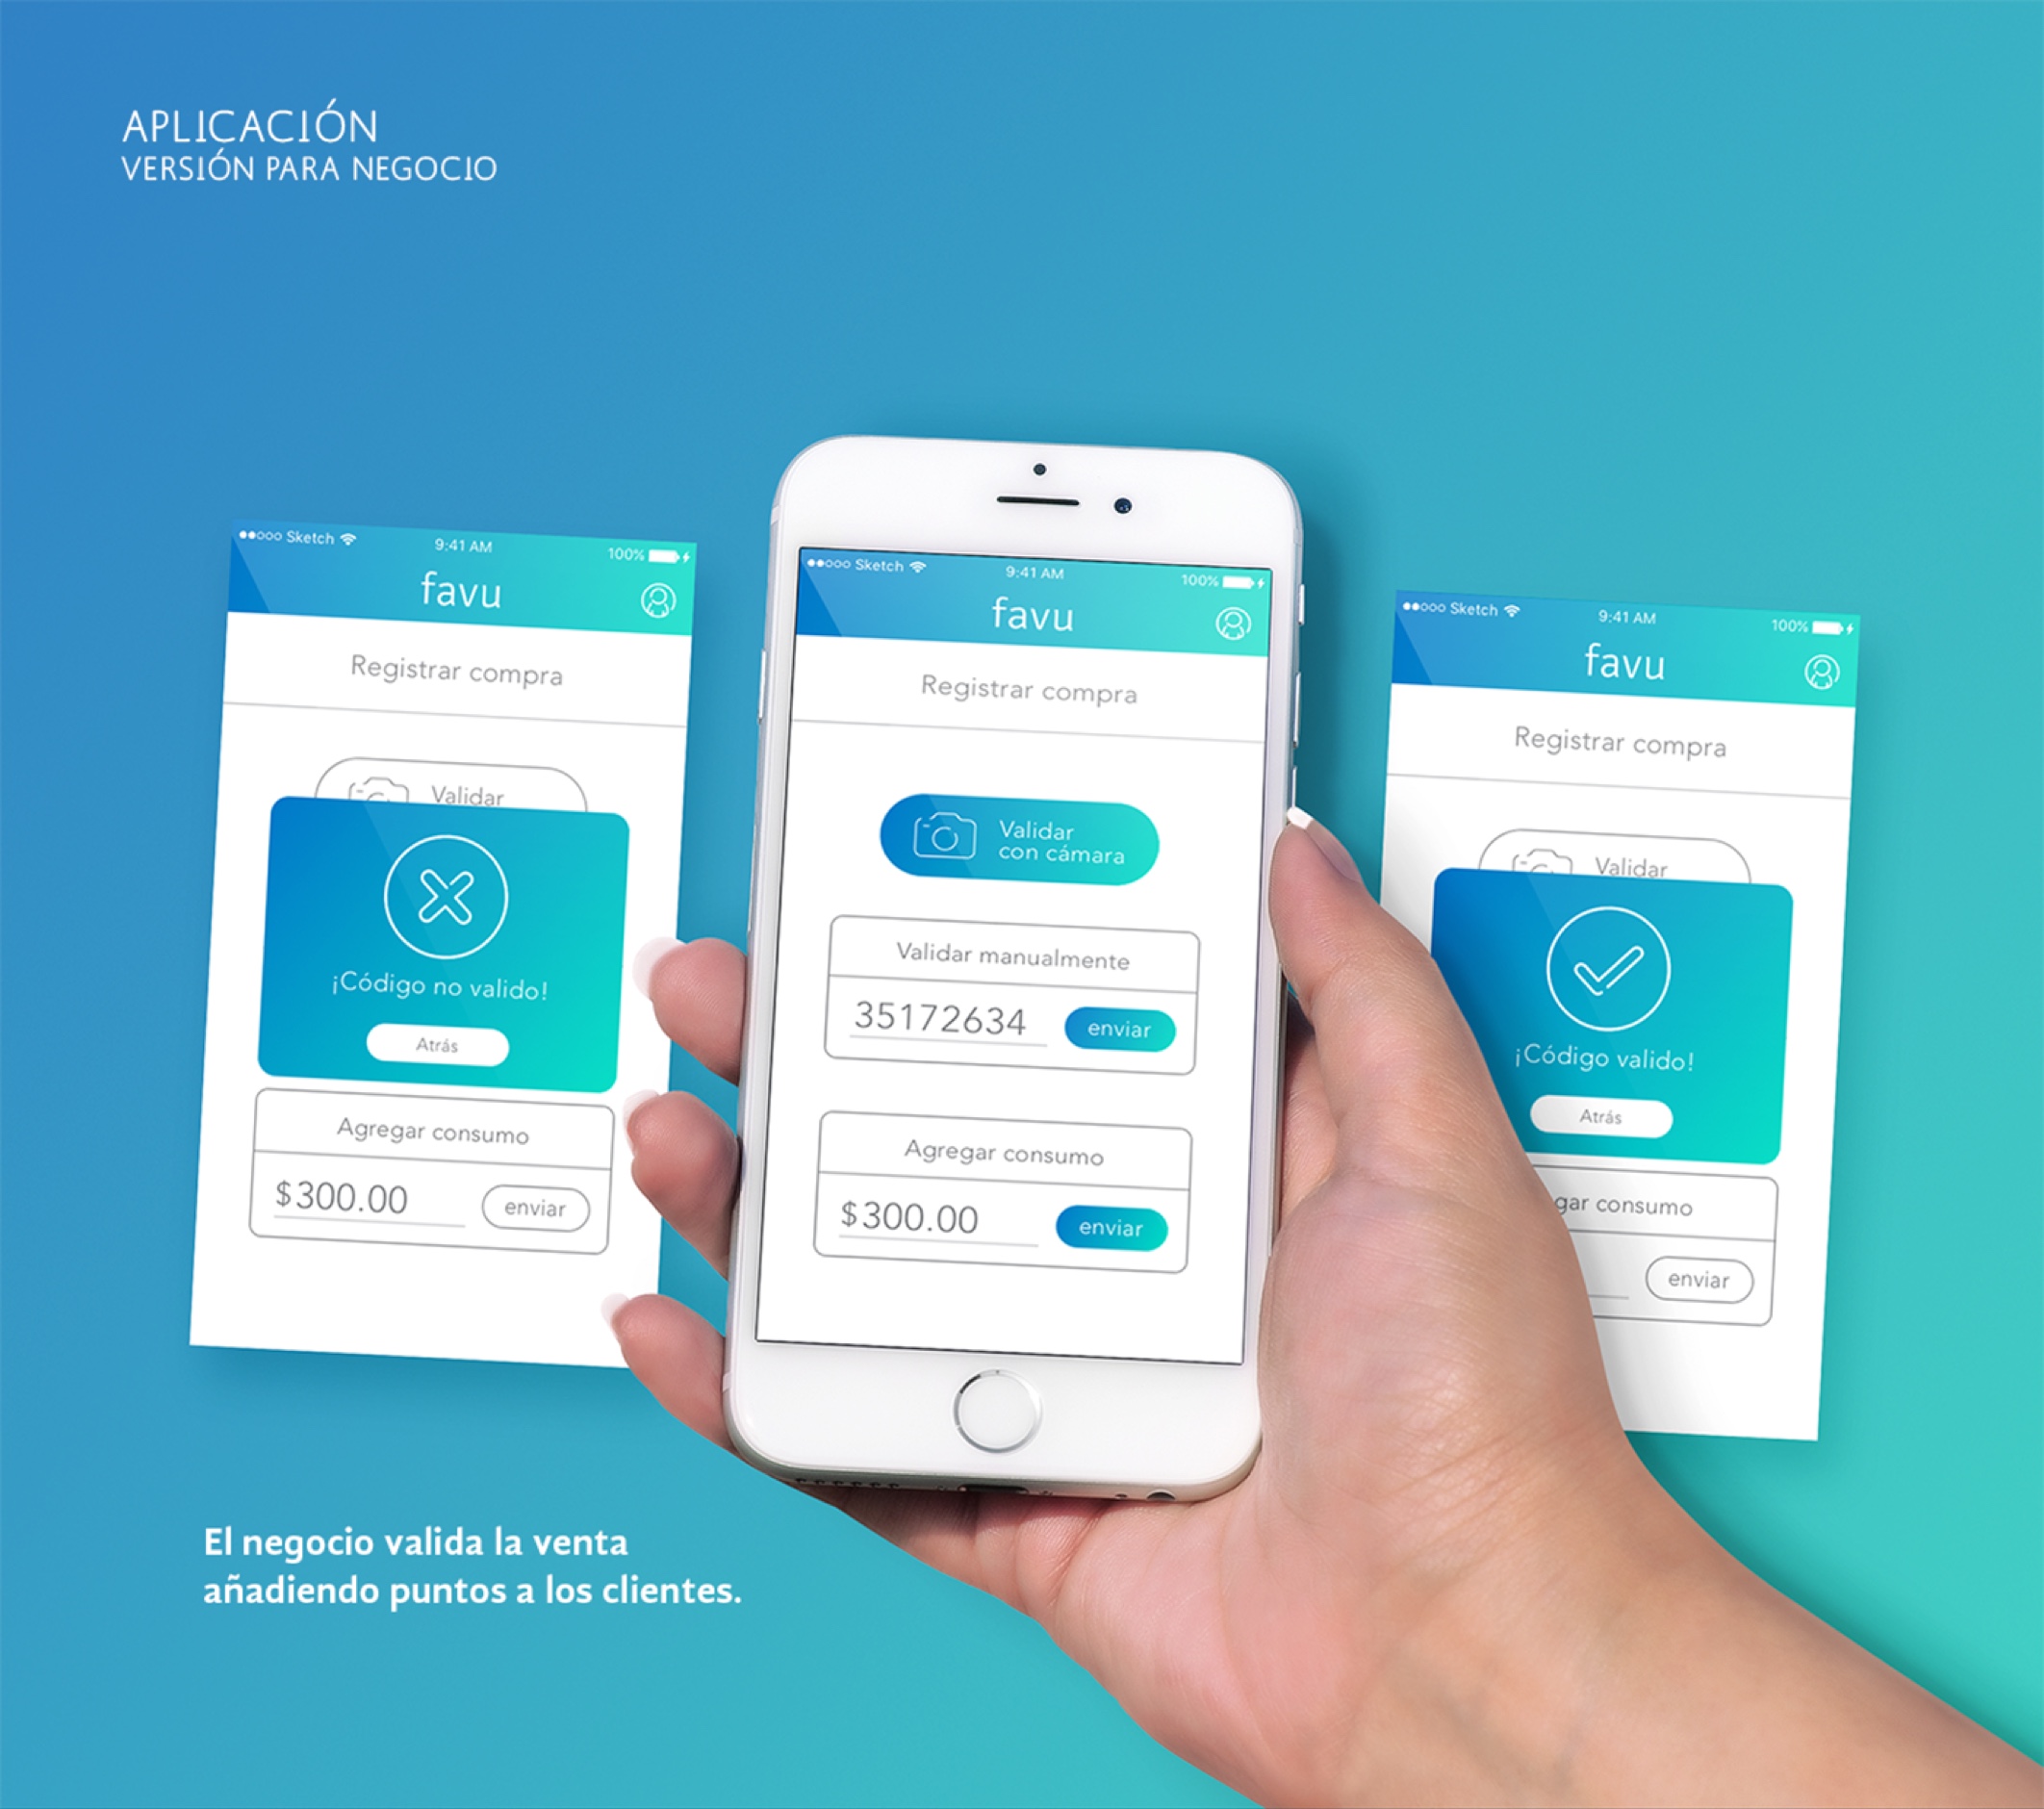 APLICACIÓN
VERSIÓN PARA NEGOCIO
Sketch 9:41 AM 100%
favu
Registrar compra
Validar
¡Código no valido!
Atrás
Agregar consumo
$300.00 enviar
Sketch 9:41 AM 100%
favu
Registrar compra
Validar
con cámara
Validar manualmente
35172634 enviar
Agregar consumo
$300.00 enviar
Sketch 9:41 AM 100%
favu
Registrar compra
Validar
¡Código valido!
Atrás
gar consumo
enviar
El negocio valida la venta
añadiendo puntos a los clientes.